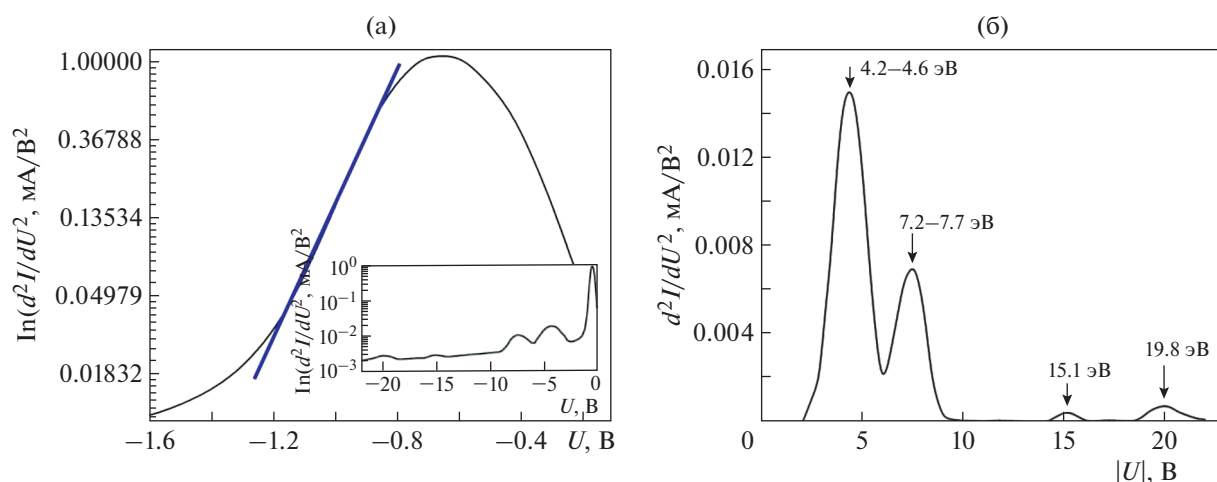 (а)
ln(d²I/dU², мА/В²
1.00000
0.36788
0.13534
0.04979
0.01832
−1.6
−1.2
−0.8
−0.4
U, В
ln(d²I/dU², мА/В²
10⁰
10⁻¹
10⁻²
10⁻³
−20
−15
−10
−5
0
U, В
(б)
d²I/dU², мА/В²
0.016
0.012
0.008
0.004
0
5
10
15
20
|U|, В
4.2−4.6 эВ
7.2−7.7 эВ
15.1 эВ
19.8 эВ